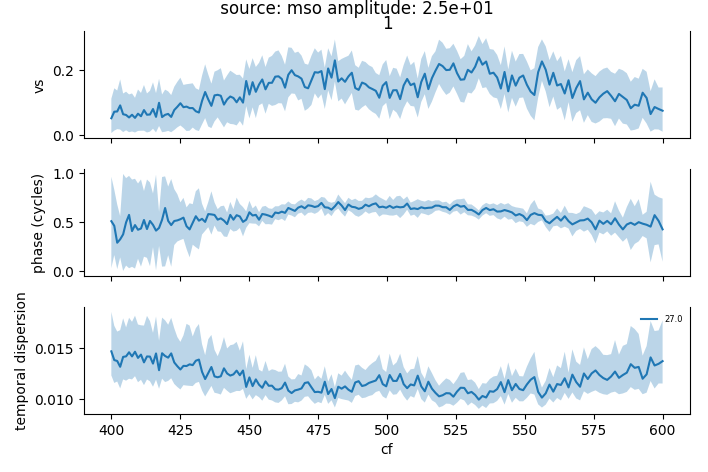 source: mso amplitude: 2.5e+01
1
vs
0.2
0.0
phase (cycles)
1.0
0.5
0.0
temporal dispersion
0.015
0.010
27.0
400 425 450 475 500 525 550 575 600
cf